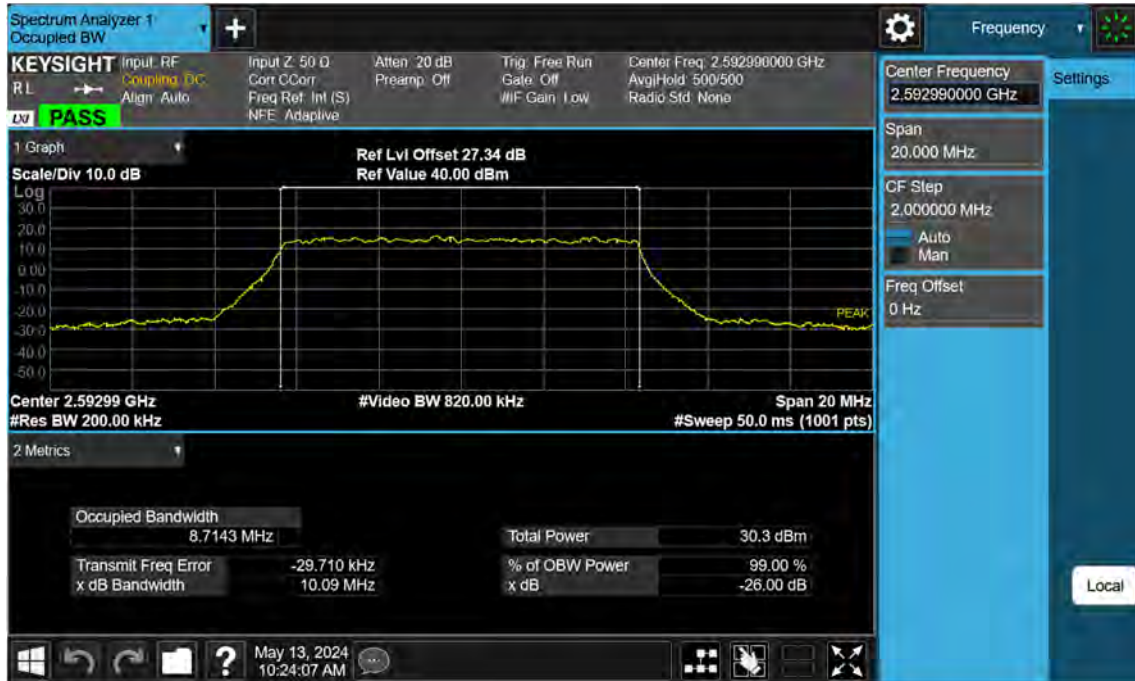 Spectrum Analyzer 1
Occupied BW
+
Frequency
KEYSIGHT
RL
LXI
PASS
Input: RF
Coupling: DC
Align: Auto
Input Z: 50 Ω
Corr CCorr
Freq Ref: Int (S)
NFE: Adaptive
Atten: 20 dB
Preamp: Off
Trig: Free Run
Gate: Off
#IF Gain: Low
Center Freq: 2.592990000 GHz
Avg|Hold: 500/500
Radio Std: None
Center Frequency
2.592990000 GHz
Settings
Span
20.000 MHz
CF Step
2.000000 MHz
Auto
Man
Freq Offset
0 Hz
1 Graph
Scale/Div 10.0 dB
Ref Lvl Offset 27.34 dB
Ref Value 40.00 dBm
Log
30.0
20.0
10.0
0.00
-10.0
-20.0
-30.0
-40.0
-50.0
PEAK
Center 2.59299 GHz
#Video BW 820.00 kHz
Span 20 MHz
#Res BW 200.00 kHz
#Sweep 50.0 ms (1001 pts)
2 Metrics
Occupied Bandwidth
8.7143 MHz
Total Power 30.3 dBm
Transmit Freq Error -29.710 kHz
% of OBW Power 99.00 %
x dB Bandwidth 10.09 MHz
x dB -26.00 dB
Local
?
May 13, 2024
10:24:07 AM